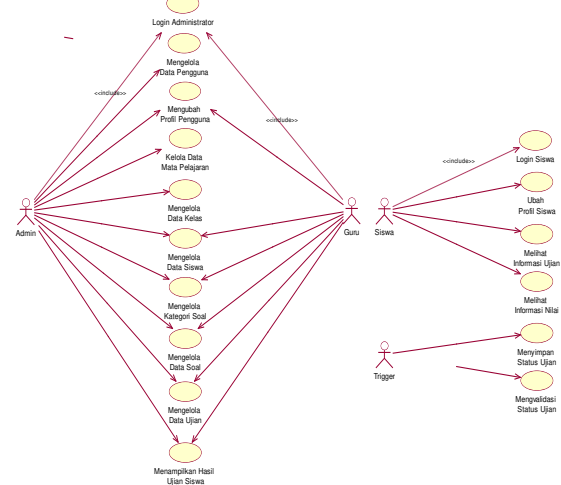 Login Administrator
Mengelola
Data Pengguna
<<include>>
Mengubah
Profil Pengguna
<<include>>
Kelola Data
Mata Pelajaran
<<include>>
Login Siswa
Mengelola
Data Kelas
Ubah
Profil Siswa
Admin
Guru
Siswa
Mengelola
Data Siswa
Melihat
Informasi Ujian
Mengelola
Kategori Soal
Melihat
Informasi Nilai
Mengelola
Data Soal
Menyimpan
Status Ujian
Trigger
Mengelola
Data Ujian
Mengvalidasi
Status Ujian
Menampilkan Hasil
Ujian Siswa